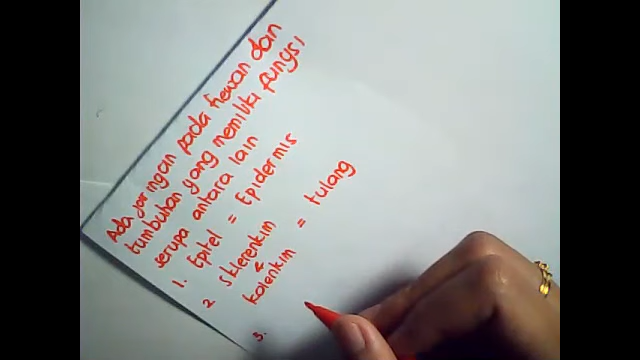 Ada jaringan pada hewan dan
tumbuhan yang memiliki fungsi
serupa antara lain
1. Epitel = Epidermis
2 Sklerenkim
& = tulang
kolenkim
3.